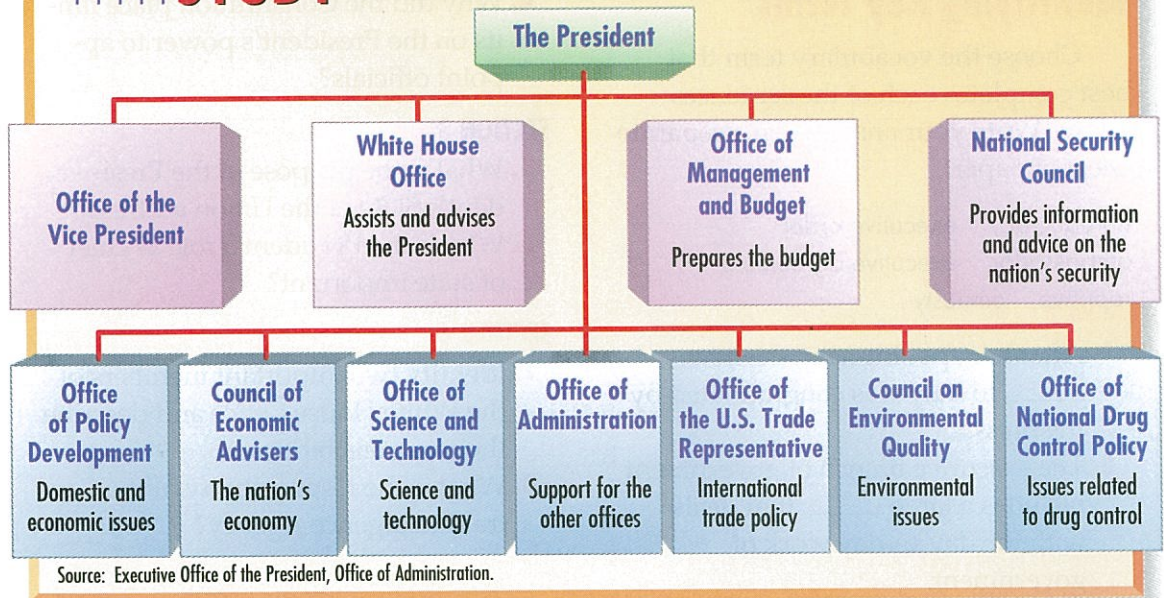 STUDY
The President
Office of the
Vice President
White House
Office
Assists and advises
the President
Office of
Management
and Budget
Prepares the budget
National Security
Council
Provides information
and advice on the
nation's security
Office
of Policy
Development
Domestic and
economic issues
Council of
Economic
Advisers
The nation's
economy
Office of
Science and
Technology
Science and
technology
Office of
Administration
Support for the
other offices
Office of
the U.S. Trade
Representative
International
trade policy
Council on
Environmental
Quality
Environmental
issues
Office of
National Drug
Control Policy
Issues related
to drug control
Source: Executive Office of the President, Office of Administration.